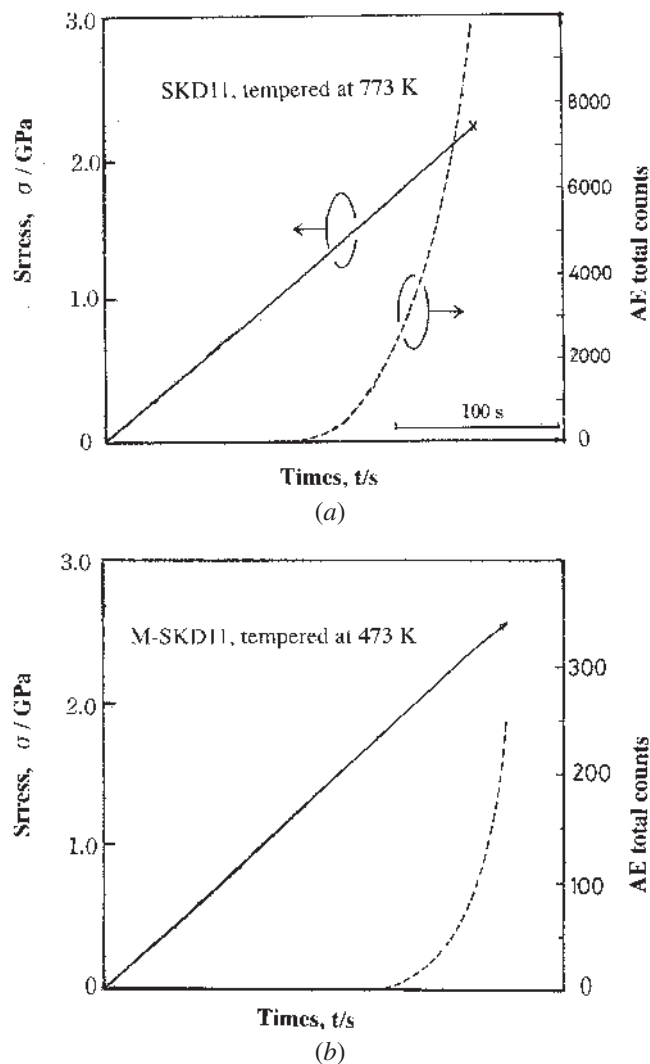 3.0
SKD11, tempered at 773 K
8000
2.0
6000
Srress, σ / GPa
AE total counts
4000
1.0
2000
100 s
0
0
Times, t/s
(a)
3.0
M-SKD11, tempered at 473 K
300
2.0
Srress, σ / GPa
AE total counts
200
1.0
100
0
0
Times, t/s
(b)